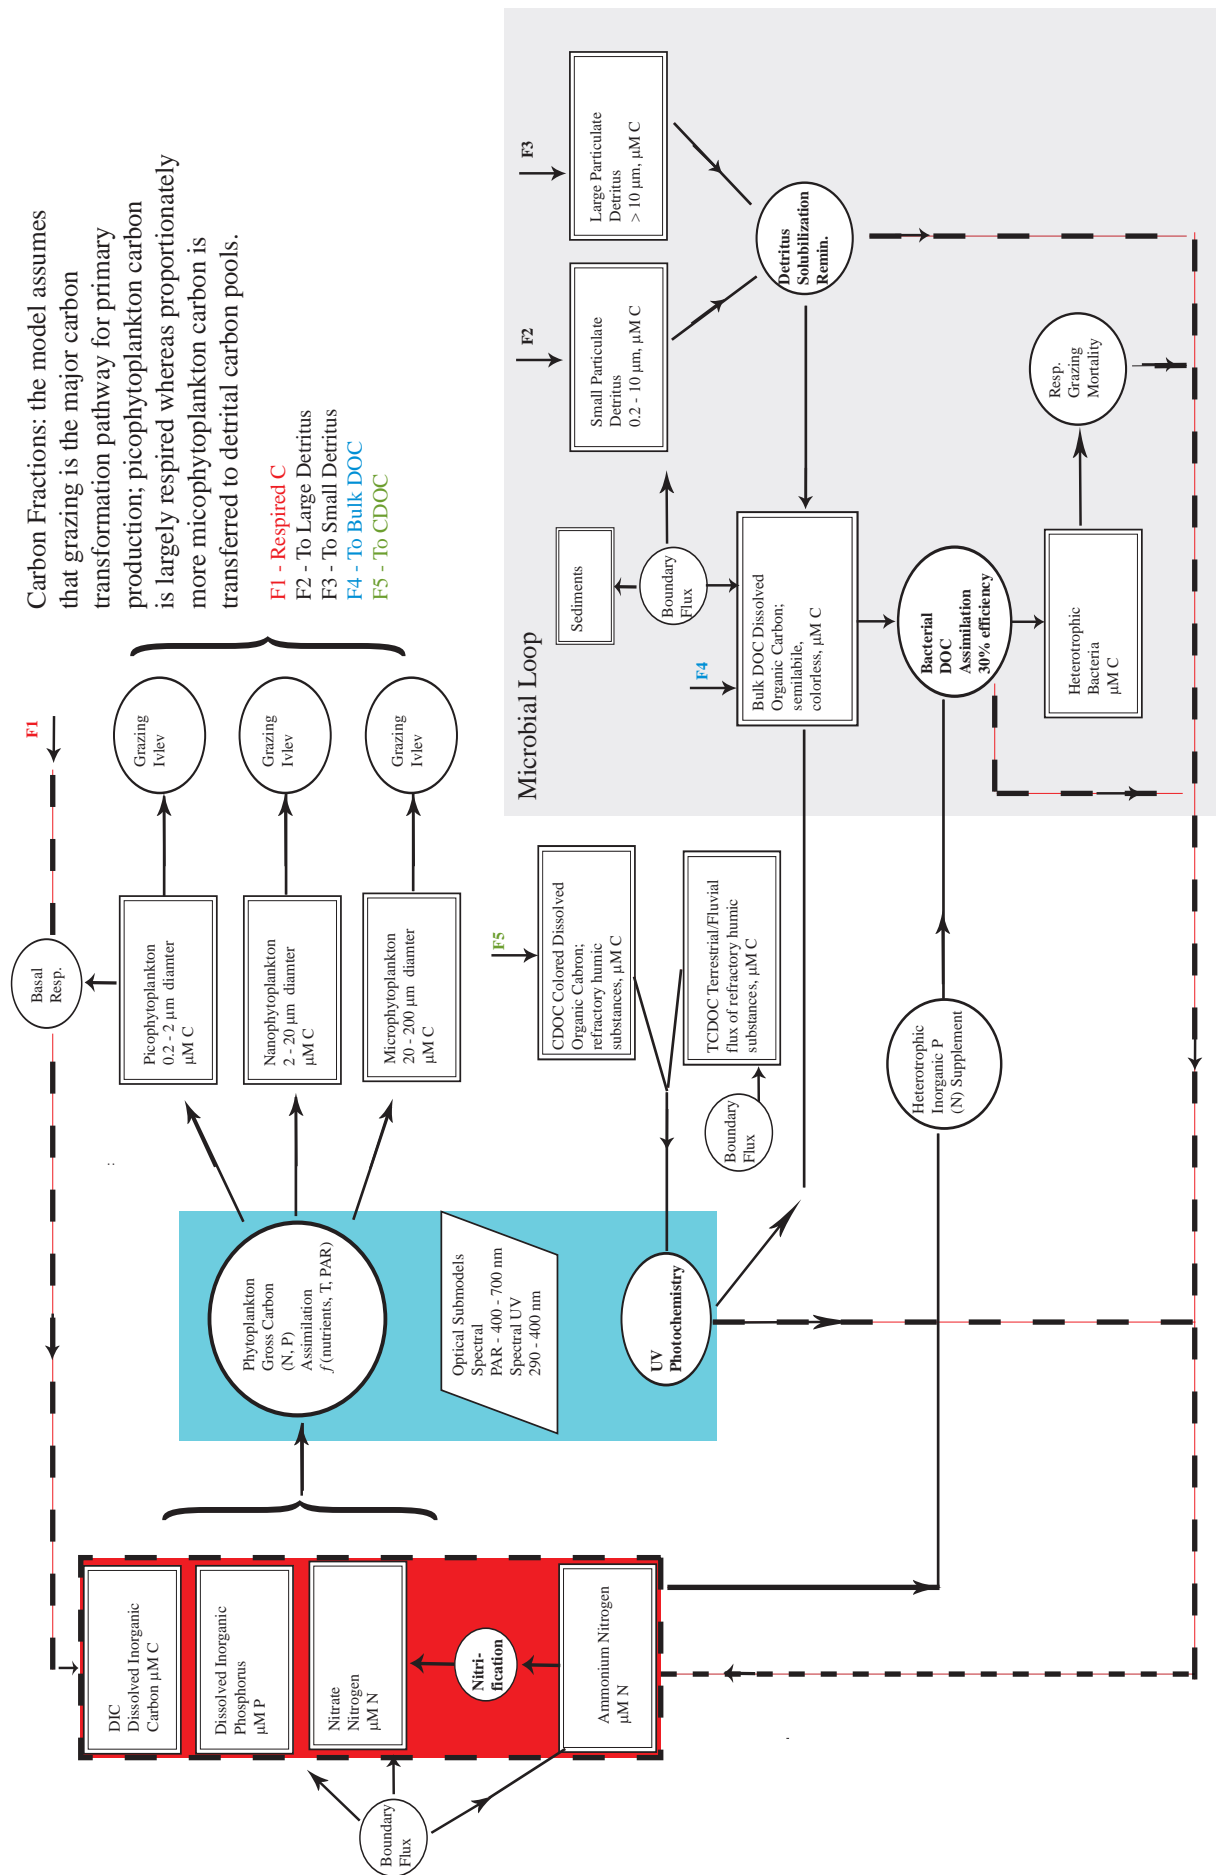 Carbon Fractions: the model assumes
that grazing is the major carbon
transformation pathway for primary
production; picophytoplankton carbon
is largely respired whereas proportionately
more micophytoplankton carbon is
transferred to detrital carbon pools.
F1 - Respired C
F2 - To Large Detritus
F3 - To Small Detritus
F4 - To Bulk DOC
F5 - To CDOC
F1
Basal
Resp.
DIC
Dissolved Inorganic
Carbon µM C
Dissolved Inorganic
Phosphorus
µM P
Nitrate
Nitrogen
µM N
Nitri-
fication
Ammonium Nitrogen
µM N
Boundary
Flux
Phytoplankton
Gross Carbon
(N, P)
Assimilation
f (nutrients, T, PAR)
Optical Submodels
Spectral
PAR - 400 - 700 nm
Spectral UV
290 - 400 nm
UV
Photochemistry
Picophytoplankton
0.2 - 2 µm diamter
µM C
Nanophytoplankton
2 - 20 µm diamter
µM C
Microphytoplankton
20 - 200 µm diamter
µM C
Grazing
Ivlev
Grazing
Ivlev
Grazing
Ivlev
F5
CDOC Colored Dissolved
Organic Cabron;
refractory humic
substances, µM C
TCDOC Terrestrial/Fluvial
flux of refractory humic
substances, µM C
Boundary
Flux
Heterotrophic
Inorganic P
(N) Supplement
Microbial Loop
F4
Sediments
Boundary
Flux
Bulk DOC Dissolved
Organic Carbon;
semilabile,
colorless, µM C
F2
Small Particulate
Detritus
0.2 - 10 µm, µM C
F3
Large Particulate
Detritus
> 10 µm, µM C
Detritus
Solubilization
Remin.
Bacterial
DOC
Assimilation
30% efficiency
Heterotrophic
Bacteria
µM C
Resp.
Grazing
Mortality